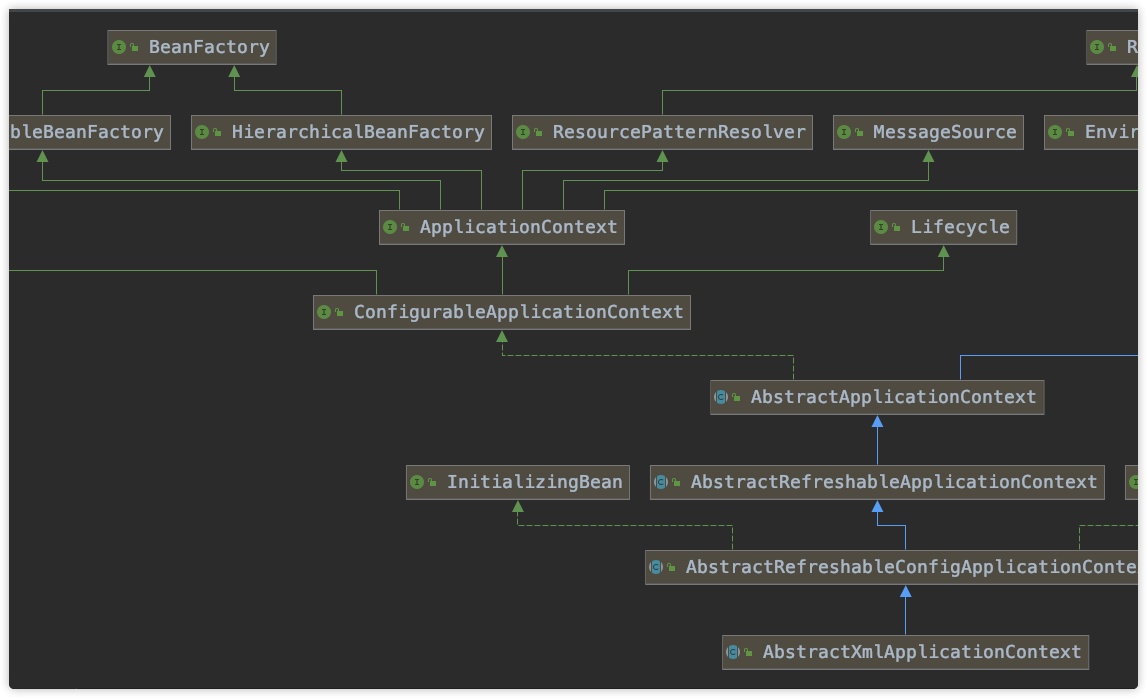 BeanFactory
R
bleBeanFactory
HierarchicalBeanFactory
ResourcePatternResolver
MessageSource
Envir
ApplicationContext
Lifecycle
ConfigurableApplicationContext
AbstractApplicationContext
InitializingBean
AbstractRefreshableApplicationContext
AbstractRefreshableConfigApplicationConte
AbstractXmlApplicationContext